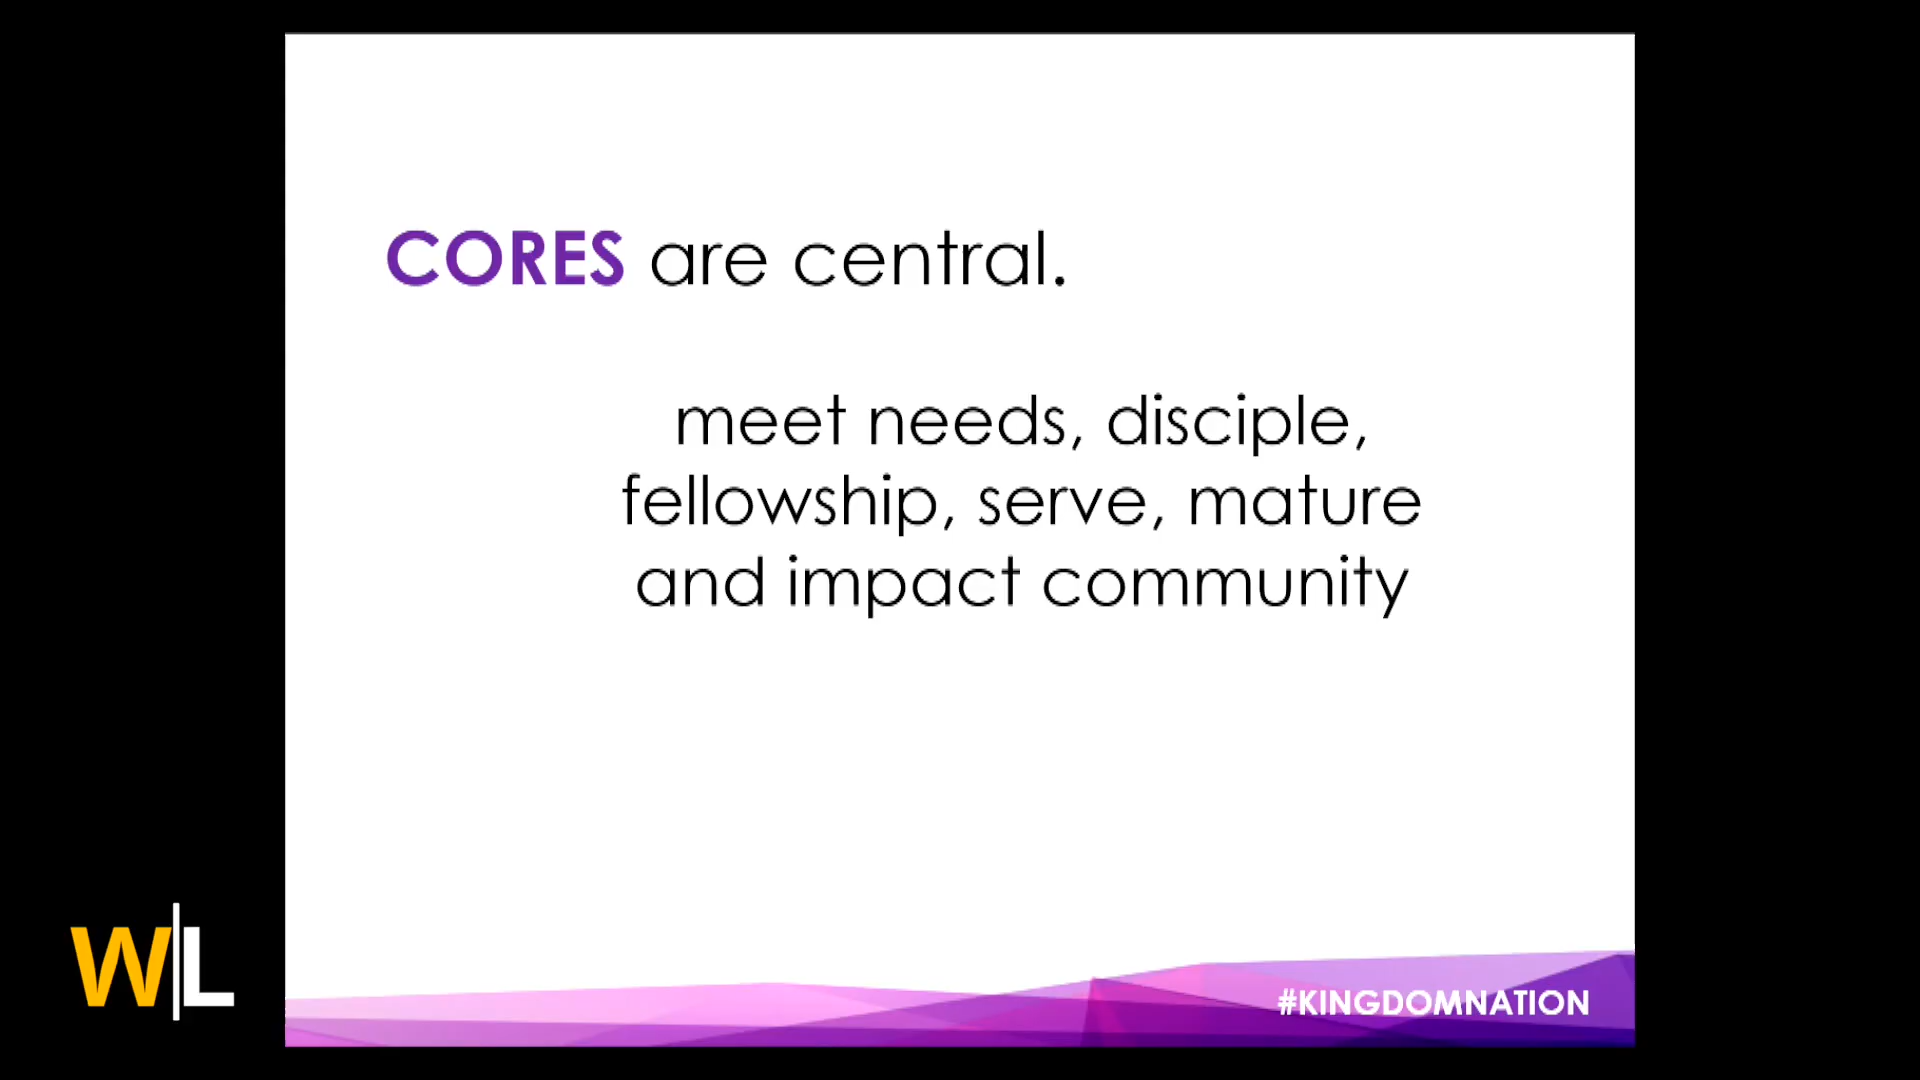 CORES are central.
meet needs, disciple,
fellowship, serve, mature
and impact community
W|L
#KINGDOMNATION